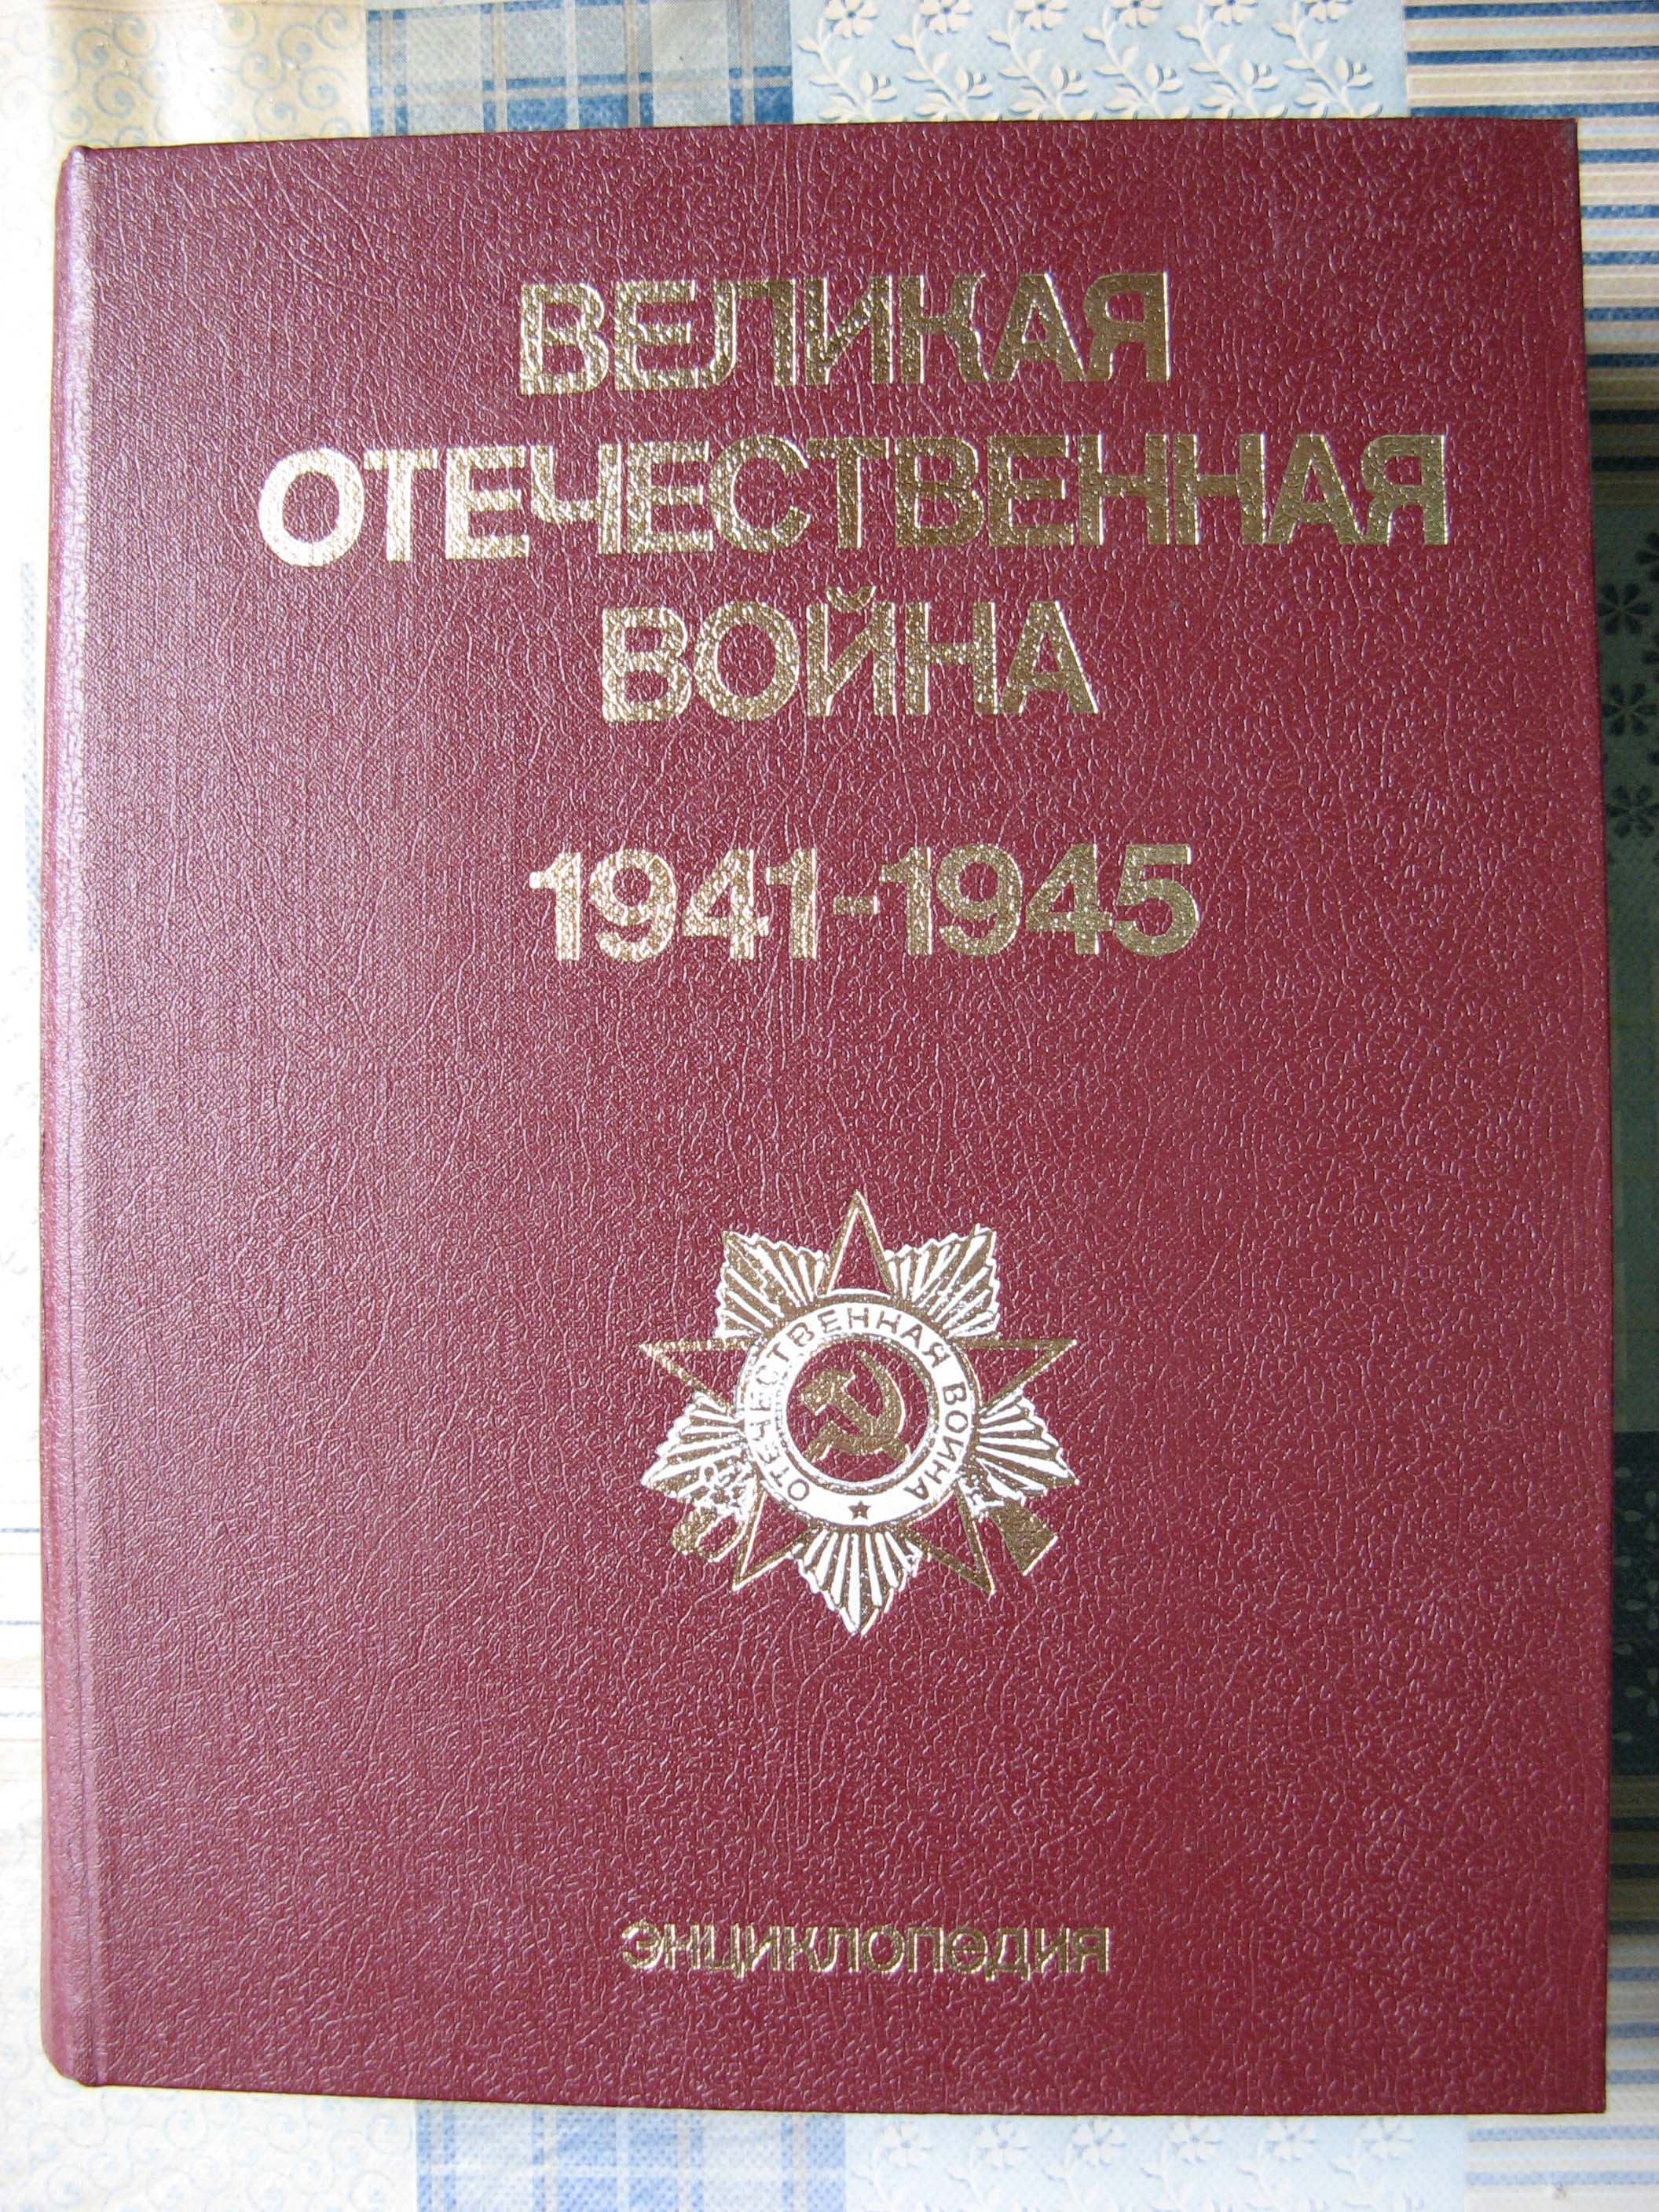 ВЕЛИКАЯ
ОТЕЧЕСТВЕННАЯ
ВОЙНА
1941-1945
ОТЕЧЕСТВЕННАЯ ВОЙНА
ЭНЦИКЛОПЕДИЯ